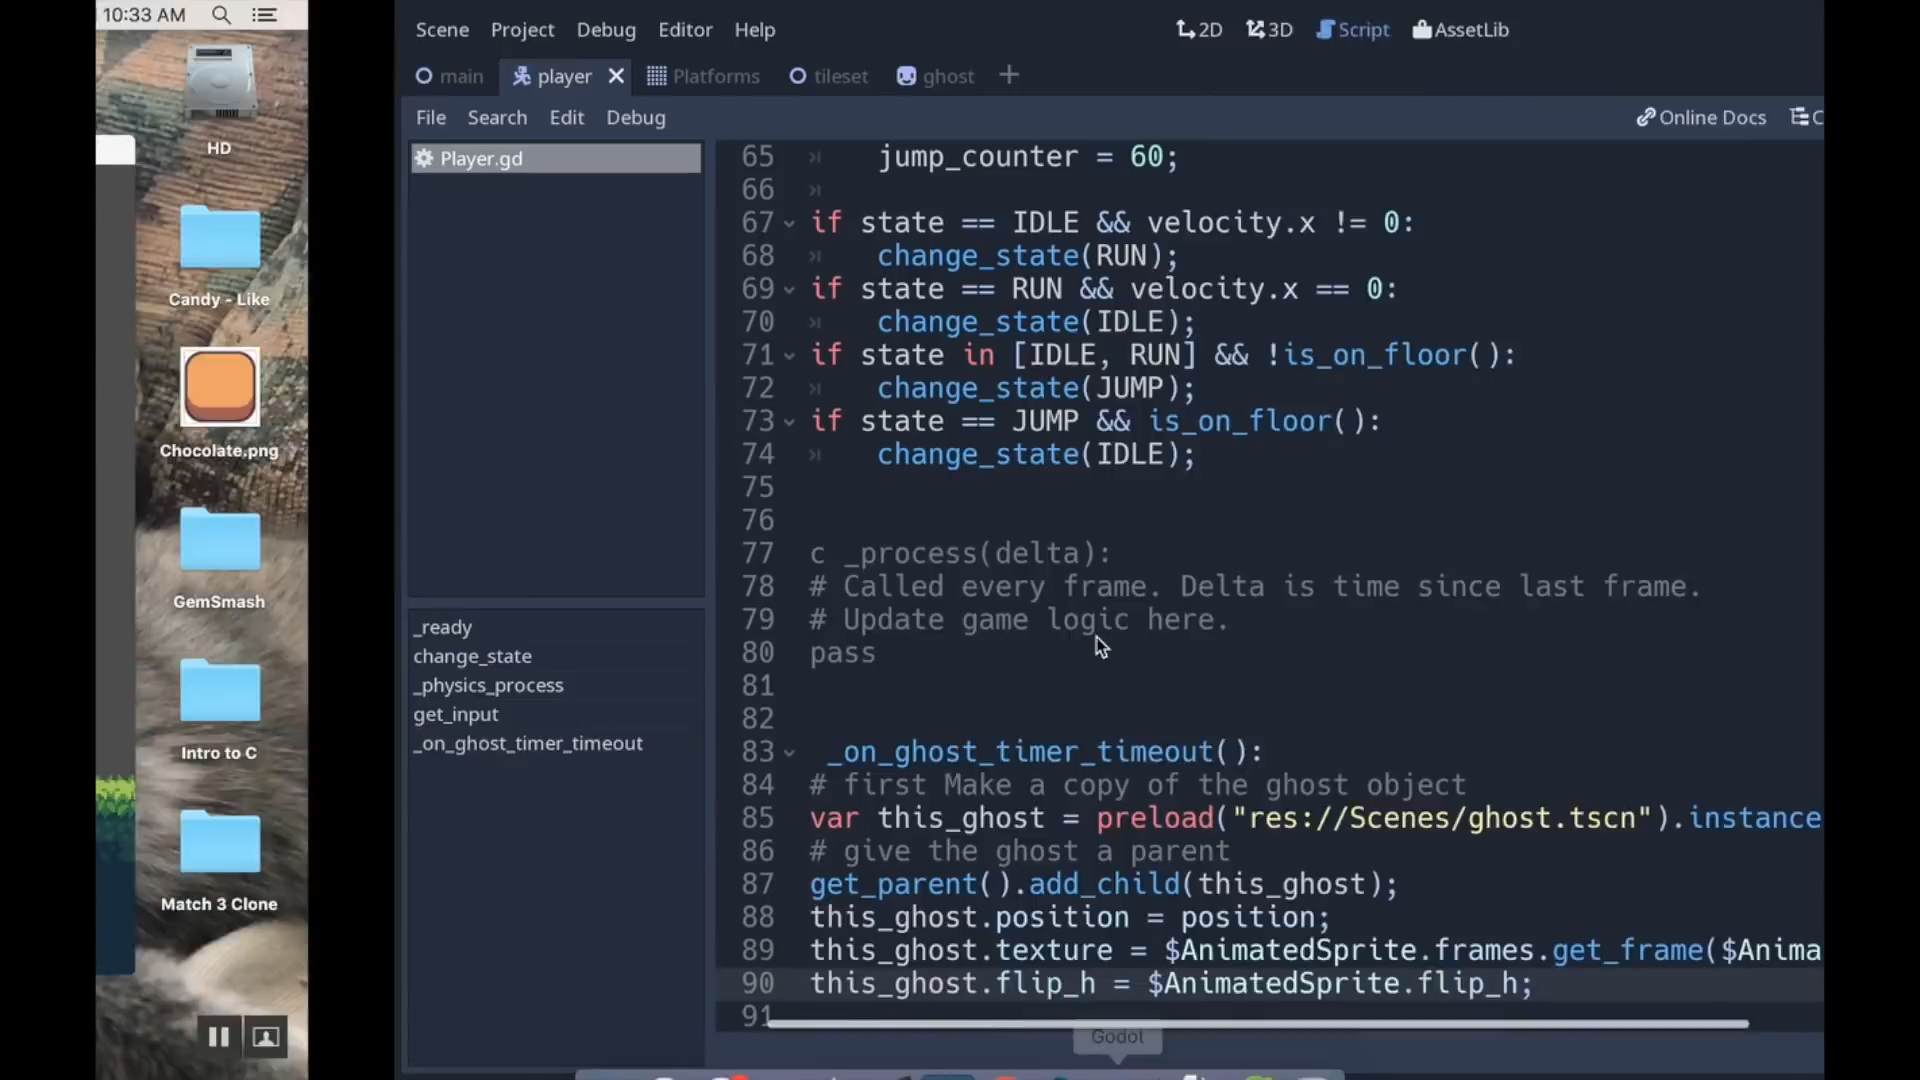 10:33 AM
HD
Candy - Like
Chocolate.png
GemSmash
Intro to C
Match 3 Clone
Scene Project Debug Editor Help
2D 3D Script AssetLib
main player Platforms tileset ghost
File Search Edit Debug
Online Docs C
Player.gd
_ready
change_state
_physics_process
get_input
_on_ghost_timer_timeout
65 jump_counter = 60;
66
67 if state == IDLE && velocity.x != 0:
68 change_state(RUN);
69 if state == RUN && velocity.x == 0:
70 change_state(IDLE);
71 if state in [IDLE, RUN] && !is_on_floor():
72 change_state(JUMP);
73 if state == JUMP && is_on_floor():
74 change_state(IDLE);
75
76
77 c _process(delta):
78 # Called every frame. Delta is time since last frame.
79 # Update game logic here.
80 pass
81
82
83 _on_ghost_timer_timeout():
84 # first Make a copy of the ghost object
85 var this_ghost = preload("res://Scenes/ghost.tscn").instance
86 # give the ghost a parent
87 get_parent().add_child(this_ghost);
88 this_ghost.position = position;
89 this_ghost.texture = $AnimatedSprite.frames.get_frame($Anima
90 this_ghost.flip_h = $AnimatedSprite.flip_h;
91
Godot